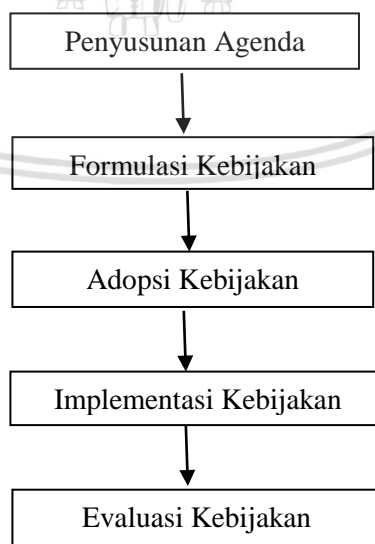 Penyusunan Agenda
Formulasi Kebijakan
Adopsi Kebijakan
Implementasi Kebijakan
Evaluasi Kebijakan